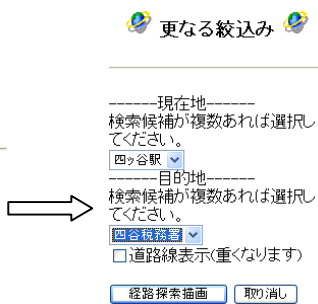 更なる絞込み
------現在地------
検索候補が複数あれば選択し
てください。
四ヶ谷駅
------目的地------
検索候補が複数あれば選択し
てください。
四谷税務署
道路線表示(重くなります)
経路探索描画 取り消し